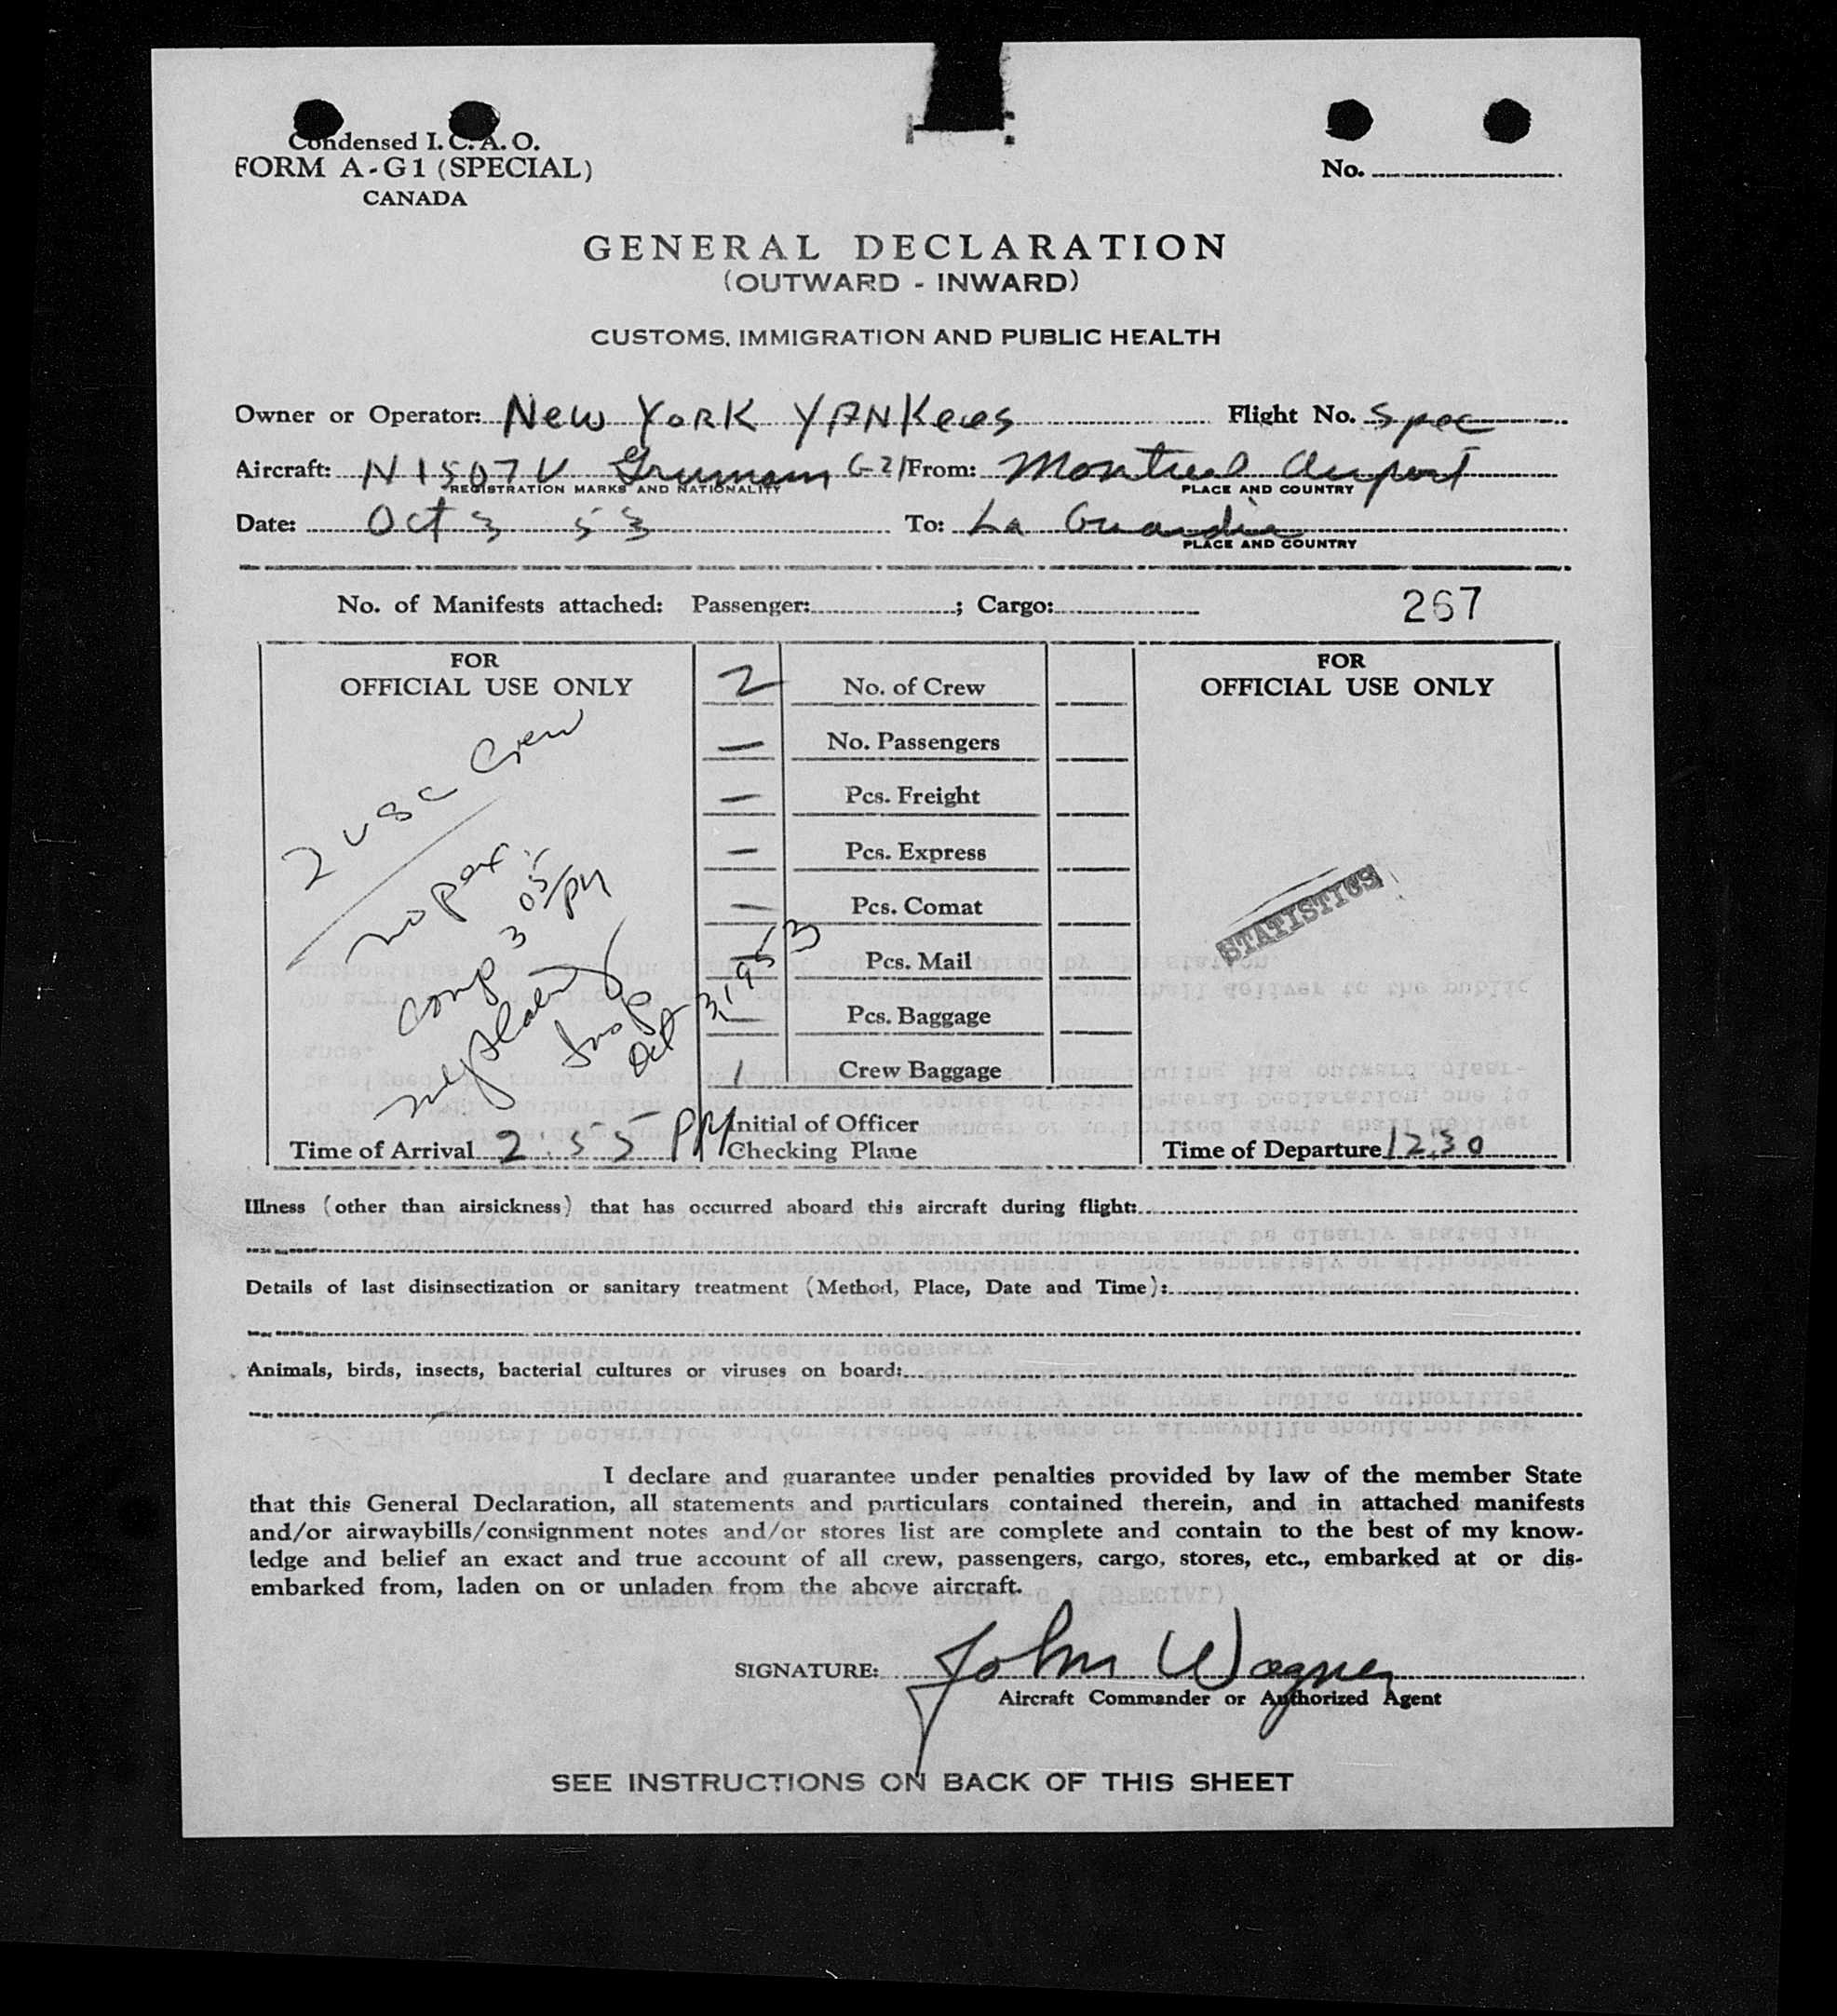 Condensed I. C. A. O.
FORM A-G1 (SPECIAL)
CANADA
No.
GENERAL DECLARATION
(OUTWARD - INWARD)
CUSTOMS, IMMIGRATION AND PUBLIC HEALTH
Owner or Operator: New York YANKees Flight No. Spec
Aircraft: N1507V Grumman G-21 From: Montreal Airport
REGISTRATION MARKS AND NATIONALITY PLACE AND COUNTRY
Date: Oct 3 53 To: La Guardia
PLACE AND COUNTRY
No. of Manifests attached: Passenger: ; Cargo: 267
FOR
OFFICIAL USE ONLY
2 USC Crew
no pax.
Comp 3 05/PM
Insp
Oct 3, 1953
Time of Arrival 2:55 PM
2 No. of Crew
— No. Passengers
— Pcs. Freight
— Pcs. Express
— Pcs. Comat
— Pcs. Mail
— Pcs. Baggage
1 Crew Baggage
Initial of Officer
Checking Plane
FOR
OFFICIAL USE ONLY
STATISTICS
Time of Departure 12:30
Illness (other than airsickness) that has occurred aboard this aircraft during flight:
Details of last disinsectization or sanitary treatment (Method, Place, Date and Time):
Animals, birds, insects, bacterial cultures or viruses on board:
I declare and guarantee under penalties provided by law of the member State
that this General Declaration, all statements and particulars contained therein, and in attached manifests
and/or airwaybills/consignment notes and/or stores list are complete and contain to the best of my know-
ledge and belief an exact and true account of all crew, passengers, cargo, stores, etc., embarked at or dis-
embarked from, laden on or unladen from the above aircraft.
SIGNATURE: John Wagner
Aircraft Commander or Authorized Agent
SEE INSTRUCTIONS ON BACK OF THIS SHEET